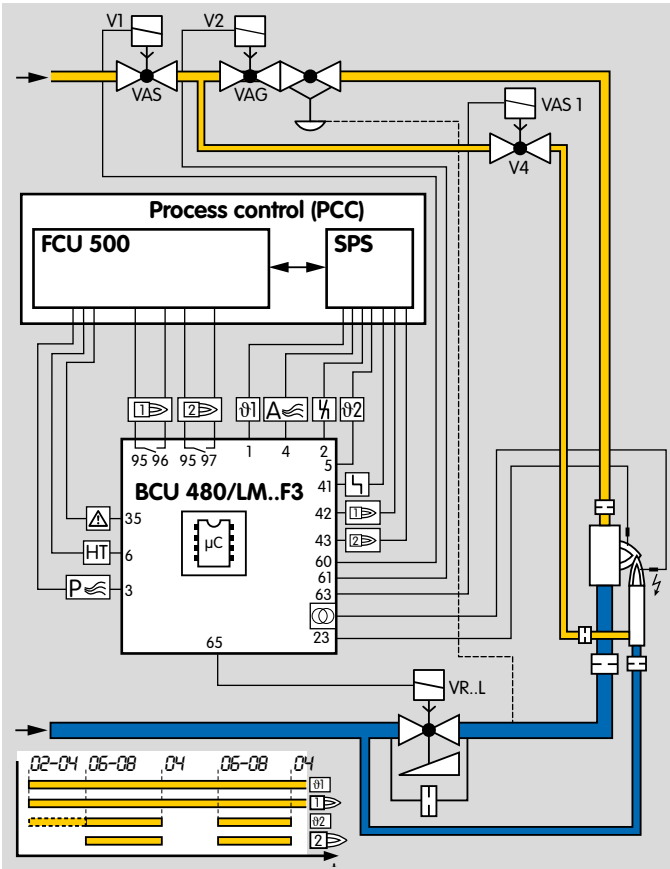 V1 V2
VAS VAG
VAS 1
V4
Process control (PCC)
FCU 500 SPS
1 2 ϑ1 A ϑ2
95 96 95 97 1 4 2
5
BCU 480/LM..F3 41
µC
35 42 1
HT 6 43 2
60
61
P 3 63
23
65
VR..L
02-04 06-08 04 06-08 04
ϑ1
1
ϑ2
2